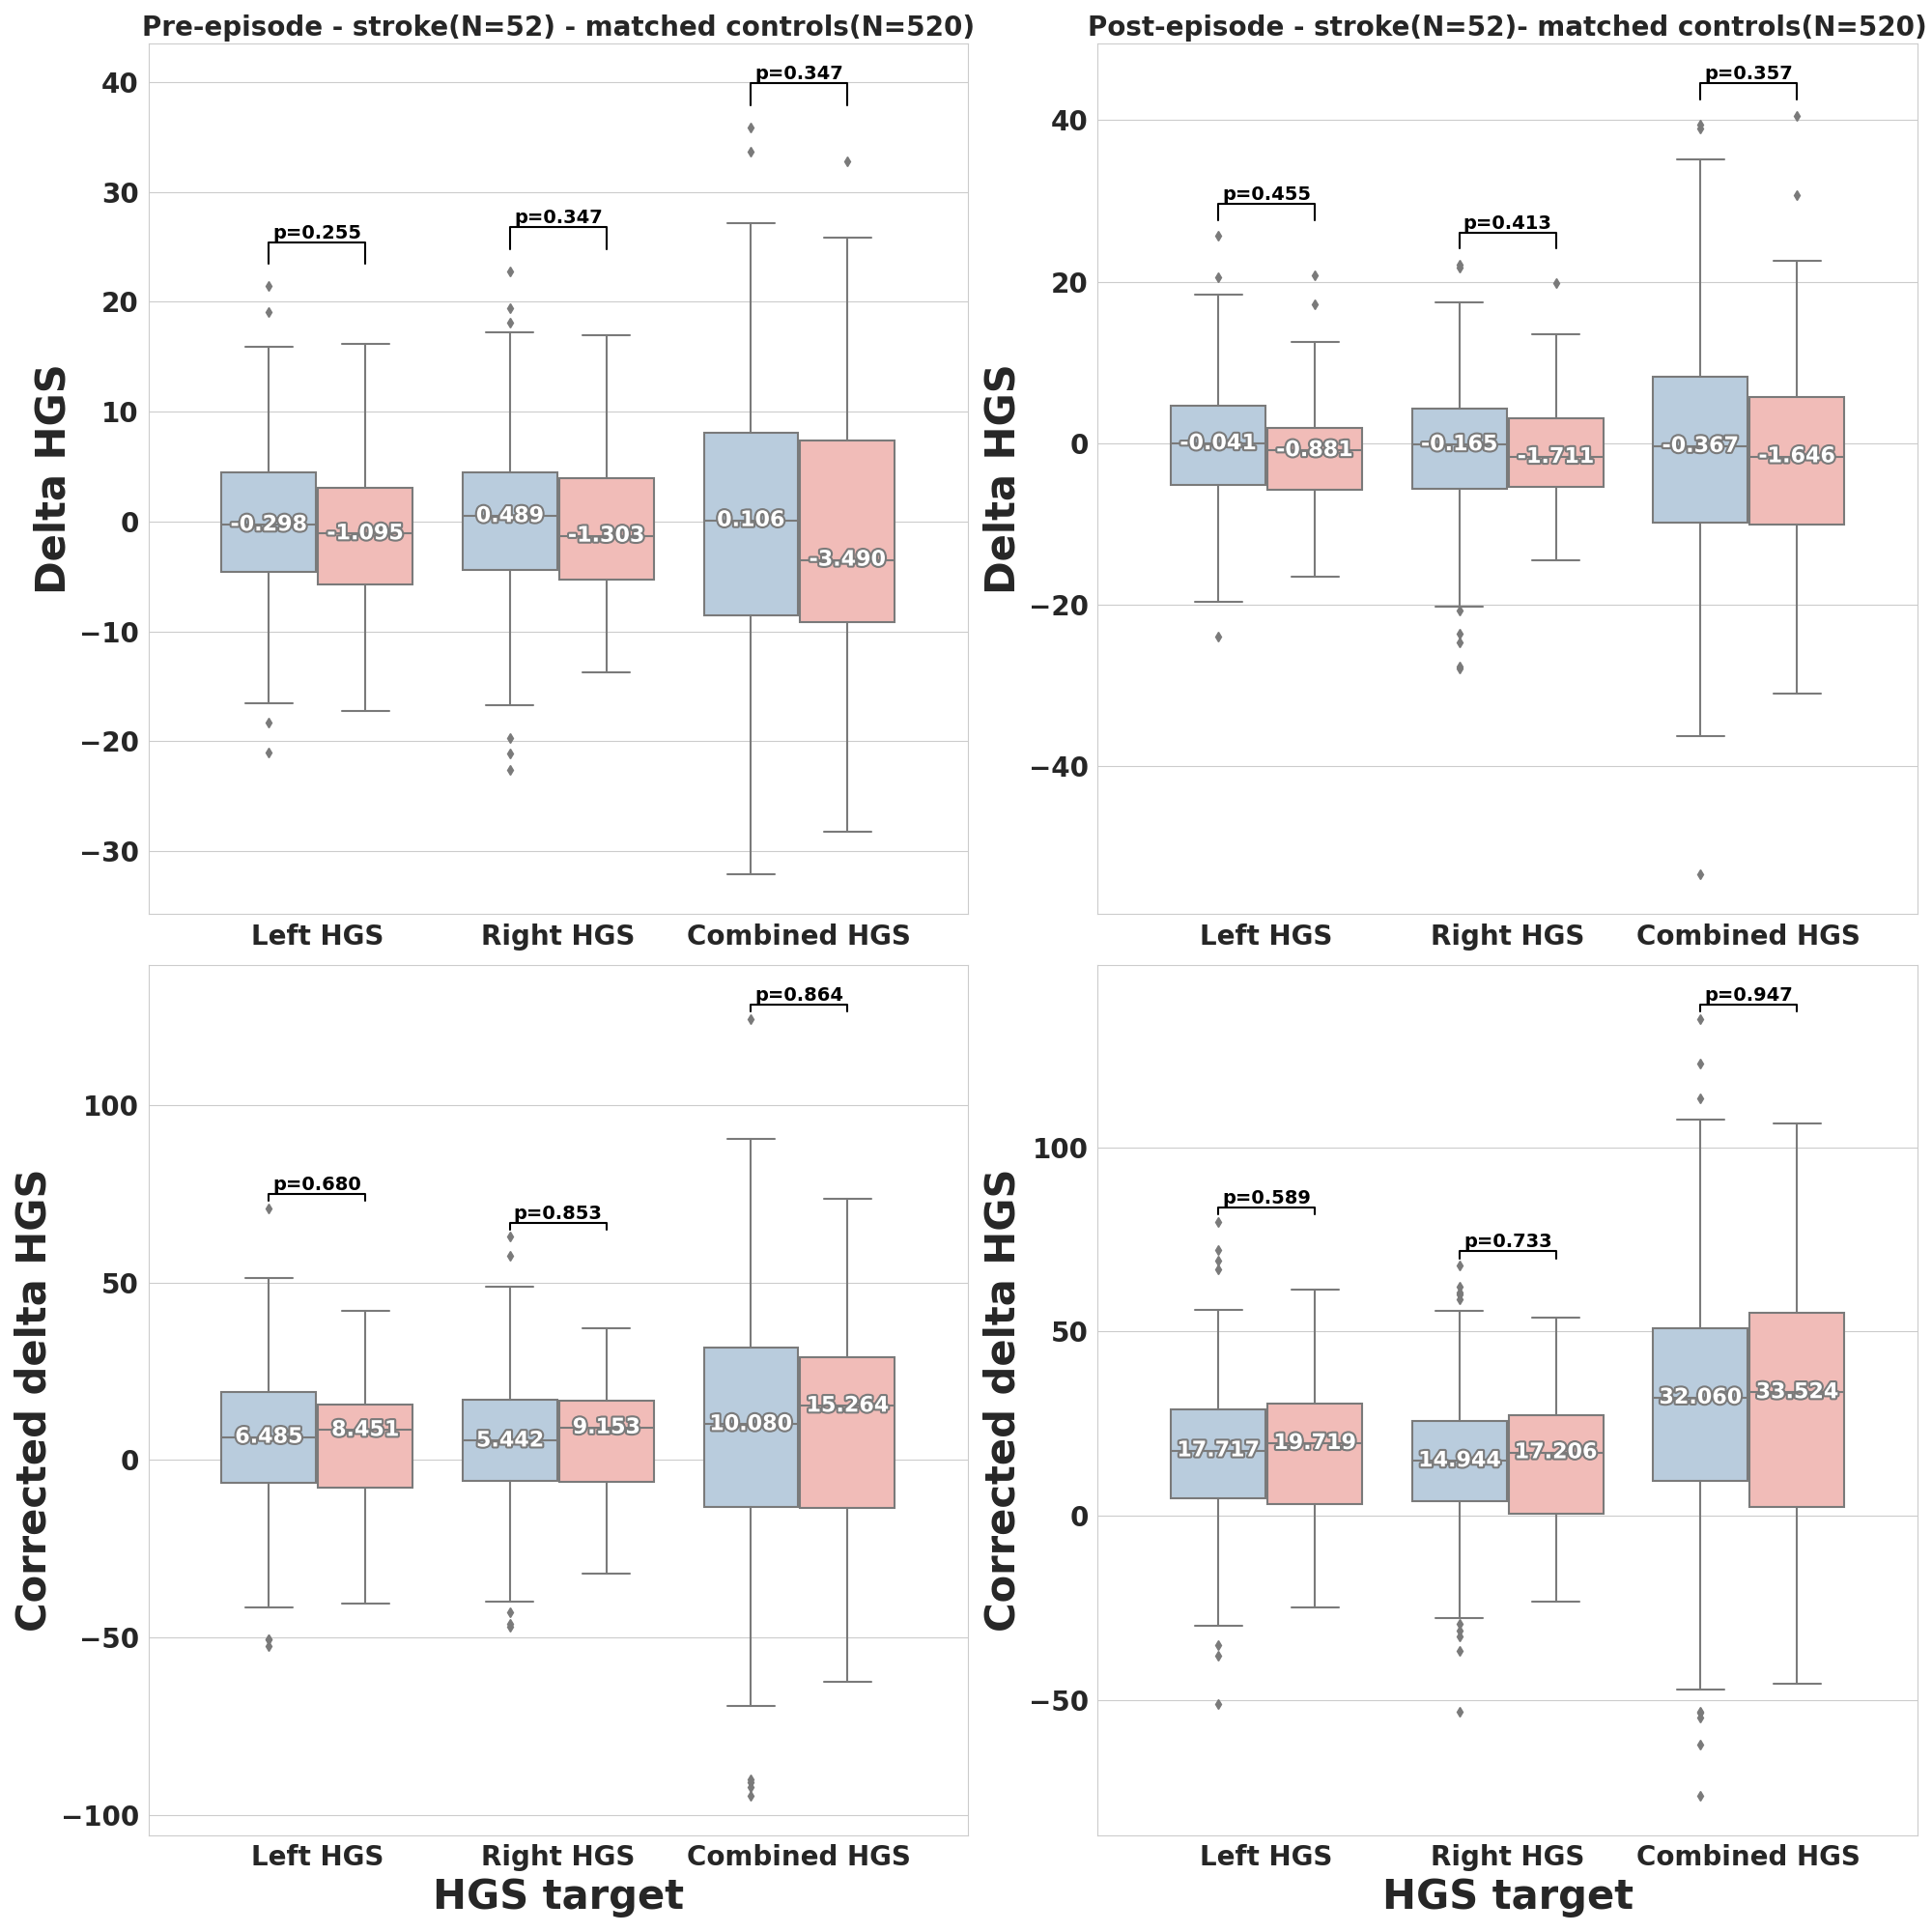 Pre-episode - stroke(N=52) - matched controls(N=520)
p=0.347
p=0.255
p=0.347
40
30
20
10
0
−10
−20
−30
Delta HGS
-0.298
-1.095
0.489
-1.303
0.106
-3.490
Left HGS
Right HGS
Combined HGS
Post-episode - stroke(N=52)- matched controls(N=520)
p=0.357
p=0.455
p=0.413
40
20
0
−20
−40
Delta HGS
-0.041
-0.881
-0.165
-1.711
-0.367
-1.646
Left HGS
Right HGS
Combined HGS
p=0.864
p=0.680
p=0.853
100
50
0
−50
−100
Corrected delta HGS
6.485
8.451
5.442
9.153
10.080
15.264
Left HGS
Right HGS
Combined HGS
HGS target
p=0.947
p=0.589
p=0.733
100
50
0
−50
Corrected delta HGS
17.717
19.719
14.944
17.206
32.060
33.524
Left HGS
Right HGS
Combined HGS
HGS target